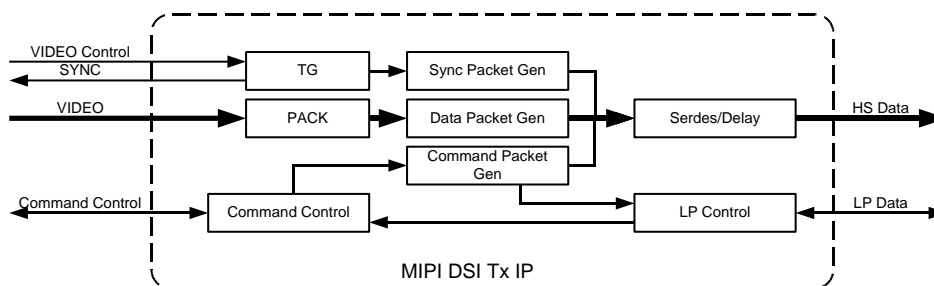 VIDEO Control
SYNC
TG
Sync Packet Gen
VIDEO
PACK
Data Packet Gen
Serdes/Delay
HS Data
Command Packet
Gen
Command Control
Command Control
LP Control
LP Data
MIPI DSI Tx IP